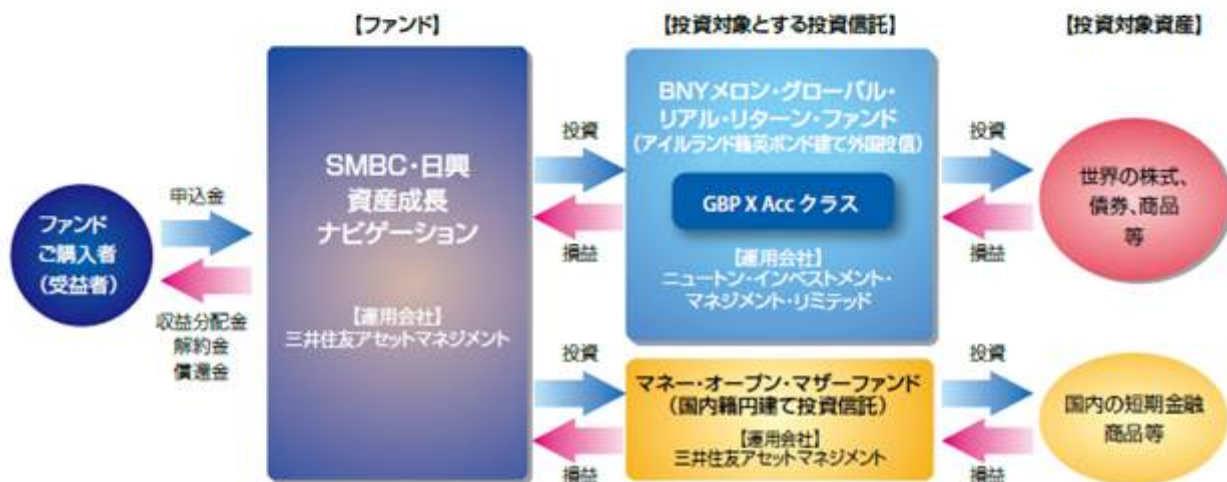 【ファンド】
【投資対象とする投資信託】
【投資対象資産】
ファンド
ご購入者
(受益者)
申込金
収益分配金
解約金
償還金
SMBC・日興
資産成長
ナビゲーション
【運用会社】
三井住友アセットマネジメント
投資
損益
BNYメロン・グローバル・
リアル・リターン・ファンド
(アイルランド籍英ポンド建て外国投信)
GBP X Acc クラス
【運用会社】
ニュートン・インベストメント・
マネジメント・リミテッド
投資
損益
世界の株式、
債券、商品
等
投資
損益
マネー・オープン・マザーファンド
(国内籍円建て投資信託)
【運用会社】
三井住友アセットマネジメント
投資
損益
国内の短期金融
商品等